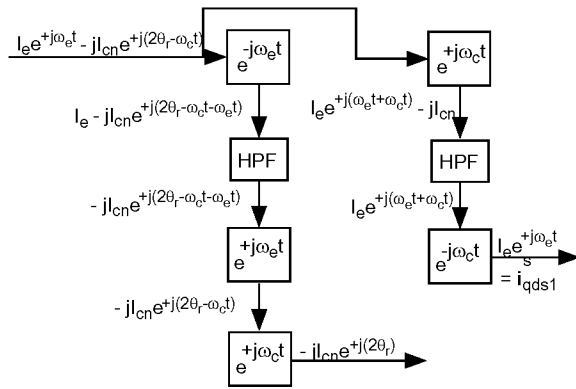 I_e e^{+jω_e t} - jI_cn e^{+j(2θ_r-ω_c t)}
e^{-jω_e t}
e^{+jω_c t}
I_e - jI_cn e^{+j(2θ_r-ω_c t-ω_e t)}
I_e e^{+j(ω_e t+ω_c t)} - jI_cn
HPF
HPF
- jI_cn e^{+j(2θ_r-ω_c t-ω_e t)}
I_e e^{+j(ω_e t+ω_c t)}
e^{+jω_e t}
e^{-jω_c t}
I_e e^{+jω_e t}
= i^s_qds1
- jI_cn e^{+j(2θ_r-ω_c t)}
e^{+jω_c t}
- jI_cn e^{+j(2θ_r)}